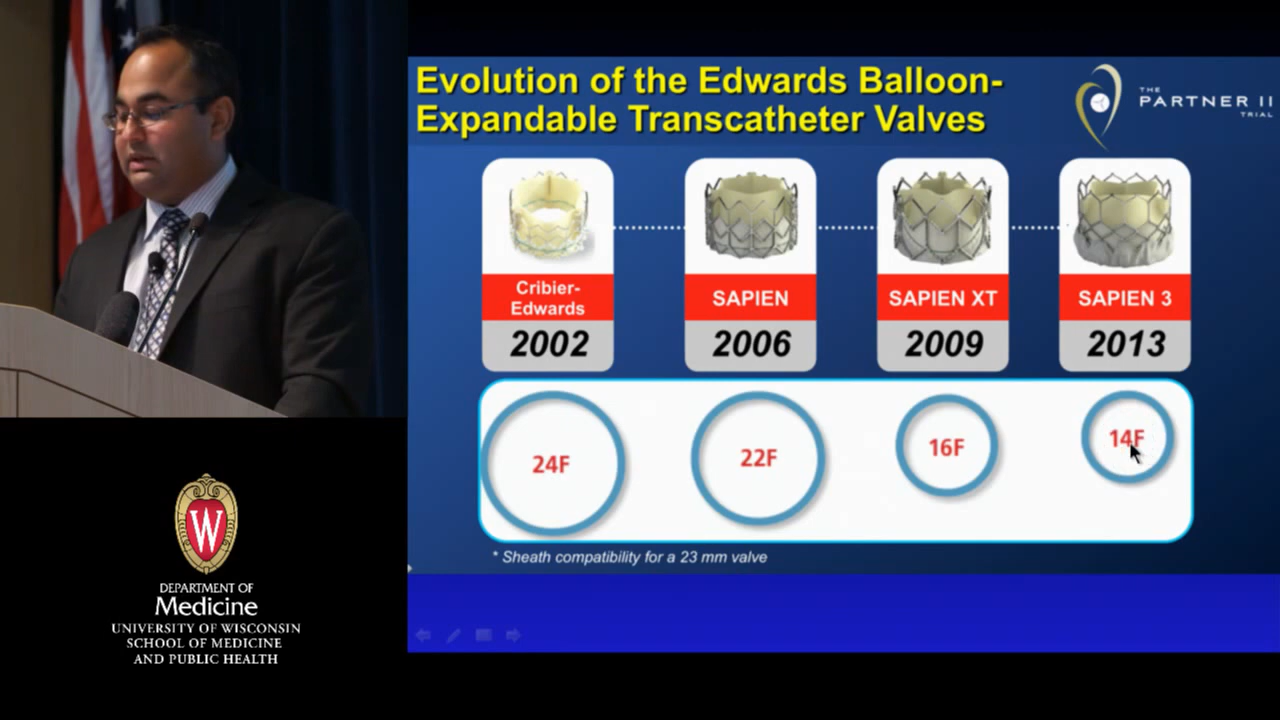 Evolution of the Edwards Balloon-
Expandable Transcatheter Valves
THE
PARTNER II
TRIAL
Cribier-
Edwards
2002
SAPIEN
2006
SAPIEN XT
2009
SAPIEN 3
2013
24F
22F
16F
14F
* Sheath compatibility for a 23 mm valve
W
DEPARTMENT OF
Medicine
UNIVERSITY OF WISCONSIN
SCHOOL OF MEDICINE
AND PUBLIC HEALTH